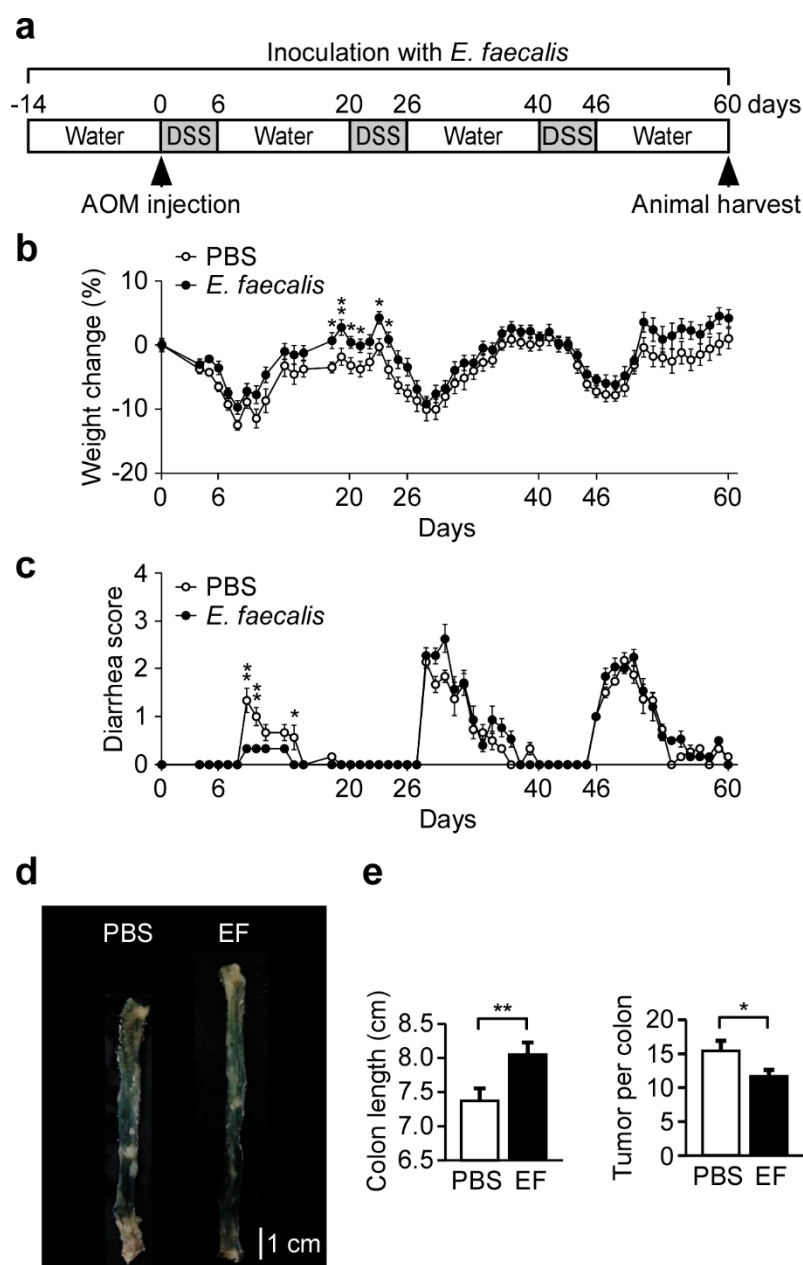 a
Inoculation with E. faecalis
-14 0 6 20 26 40 46 60 days
Water DSS Water DSS Water DSS Water
AOM injection Animal harvest
b
PBS
E. faecalis
Weight change (%)
10
0
-10
-20
** * * * * * *
0 6 20 26 40 46 60
Days
c
PBS
E. faecalis
Diarrhea score
4
3
2
1
0
** ** *
0 6 20 26 40 46 60
Days
d
PBS EF
1 cm
e
Colon length (cm)
8.5
8.0
7.5
7.0
6.5
**
PBS EF
Tumor per colon
20
15
10
5
0
*
PBS EF